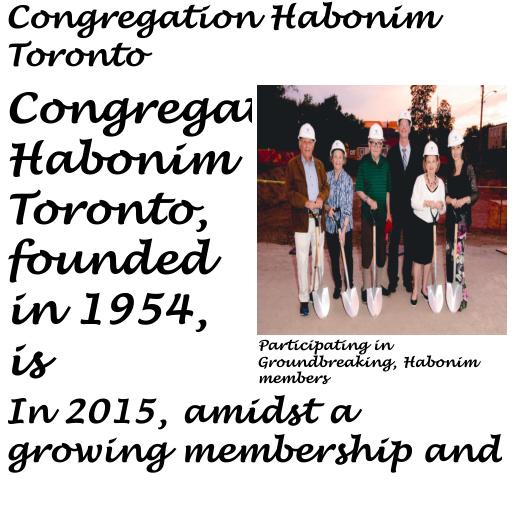 Congregation Habonim
Toronto
Habonim
Toronto,
founded
in 1954,
is
Participating in
Groundbreaking, Habonim
members
In 2015, amidst a
growing membership and